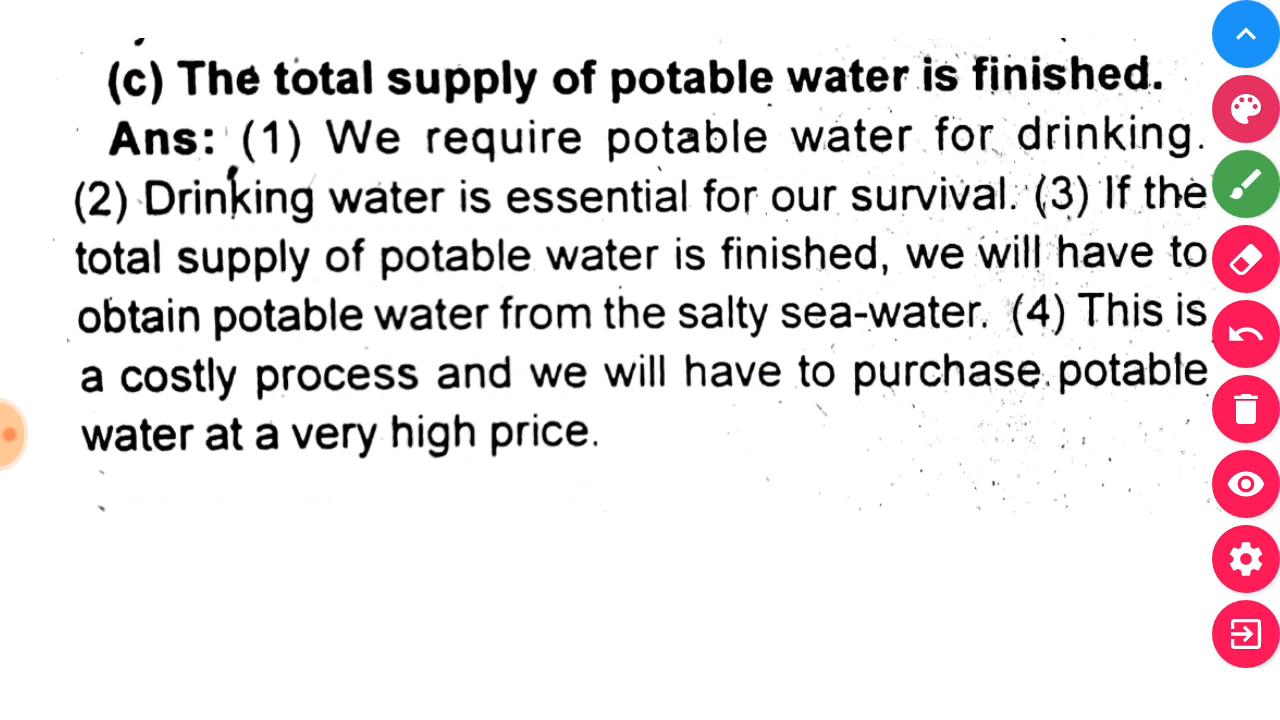 (c) The total supply of potable water is finished.
Ans: (1) We require potable water for drinking.
(2) Drinking water is essential for our survival. (3) If the
total supply of potable water is finished, we will have to
obtain potable water from the salty sea-water. (4) This is
a costly process and we will have to purchase potable
water at a very high price.